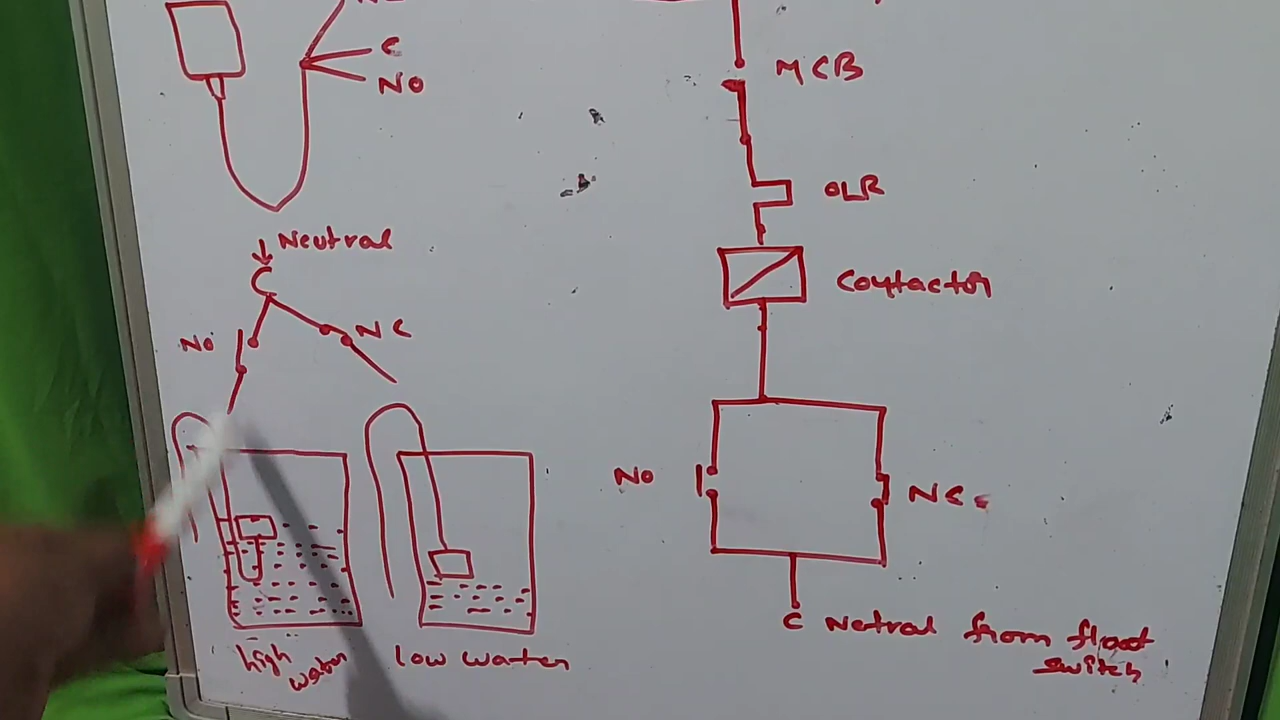 C
NO
MCB
OLR
Neutral
C
Contactor
NO
NC
NO
NC
C Netral from float
switch
high
water
low water